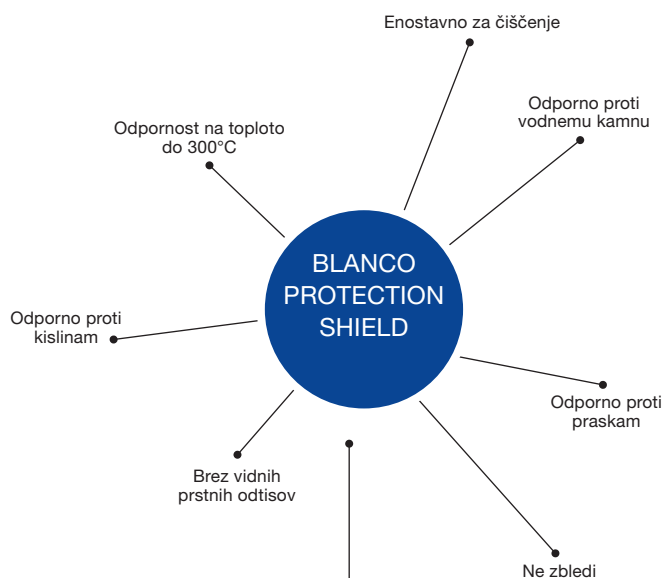 Enostavno za čiščenje
Odporno proti
vodnemu kamnu
Odpornost na toploto
do 300°C
BLANCO
PROTECTION
SHIELD
Odporno proti
kislinam
Odporno proti
praskam
Brez vidnih
prstnih odtisov
Ne zbledi